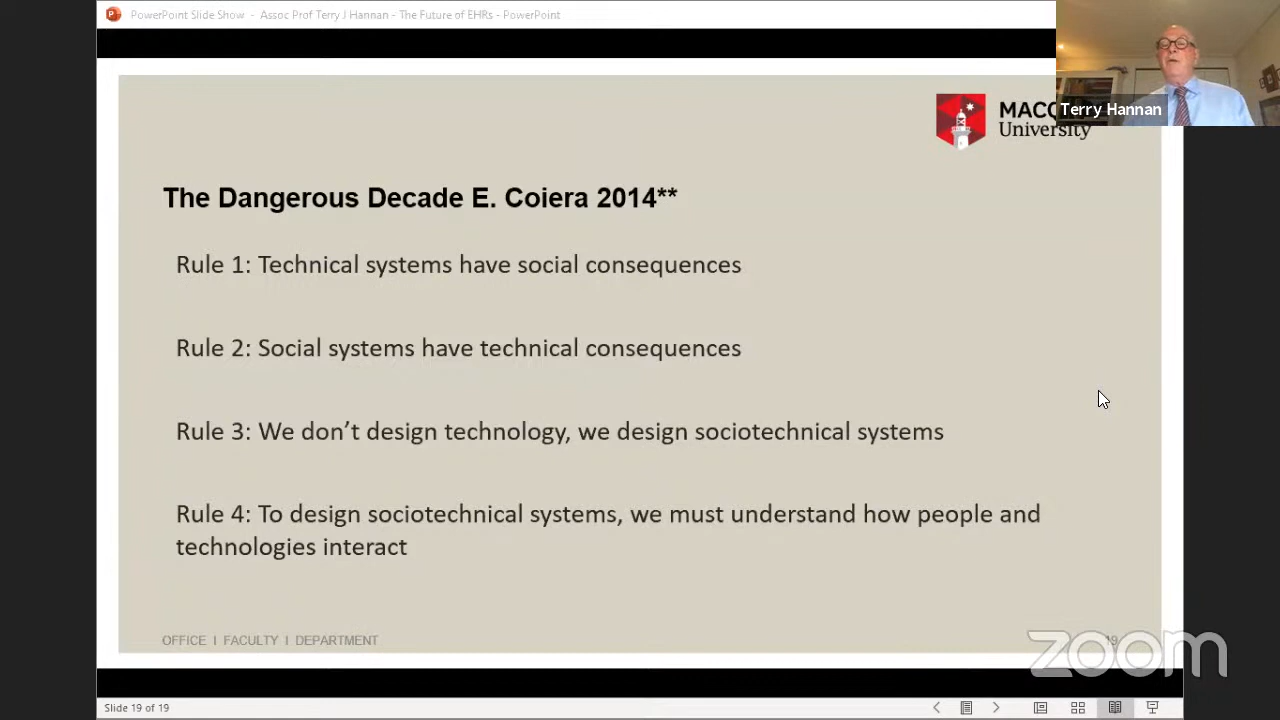 PowerPoint Slide Show - Assoc Prof Terry J Hannan - The Future of EHRs - PowerPoint
Terry Hannan
University
The Dangerous Decade E. Coiera 2014**
Rule 1: Technical systems have social consequences
Rule 2: Social systems have technical consequences
Rule 3: We don’t design technology, we design sociotechnical systems
Rule 4: To design sociotechnical systems, we must understand how people and
technologies interact
OFFICE I FACULTY I DEPARTMENT
19
zoom
Slide 19 of 19